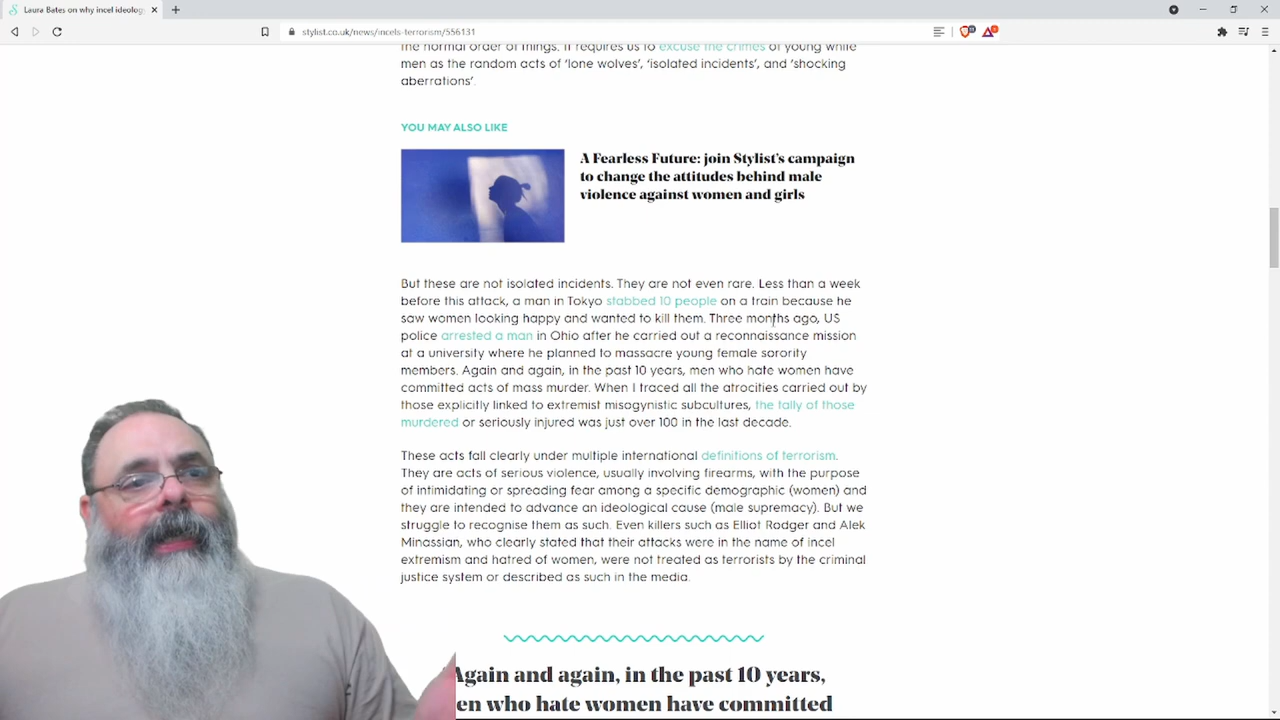 Laura Bates on why incel ideolog
stylist.co.uk/news/incels-terrorism/556131
the normal order of things. It requires us to excuse the crimes of young white
men as the random acts of ‘lone wolves’, ‘isolated incidents’, and ‘shocking
aberrations’.
YOU MAY ALSO LIKE
A Fearless Future: join Stylist’s campaign
to change the attitudes behind male
violence against women and girls
But these are not isolated incidents. They are not even rare. Less than a week
before this attack, a man in Tokyo stabbed 10 people on a train because he
saw women looking happy and wanted to kill them. Three months ago, US
police arrested a man in Ohio after he carried out a reconnaissance mission
at a university where he planned to massacre young female sorority
members. Again and again, in the past 10 years, men who hate women have
committed acts of mass murder. When I traced all the atrocities carried out by
those explicitly linked to extremist misogynistic subcultures, the tally of those
murdered or seriously injured was just over 100 in the last decade.
These acts fall clearly under multiple international definitions of terrorism.
They are acts of serious violence, usually involving firearms, with the purpose
of intimidating or spreading fear among a specific demographic (women) and
they are intended to advance an ideological cause (male supremacy). But we
struggle to recognise them as such. Even killers such as Elliot Rodger and Alek
Minassian, who clearly stated that their attacks were in the name of incel
extremism and hatred of women, were not treated as terrorists by the criminal
justice system or described as such in the media.
Again and again, in the past 10 years,
en who hate women have committed